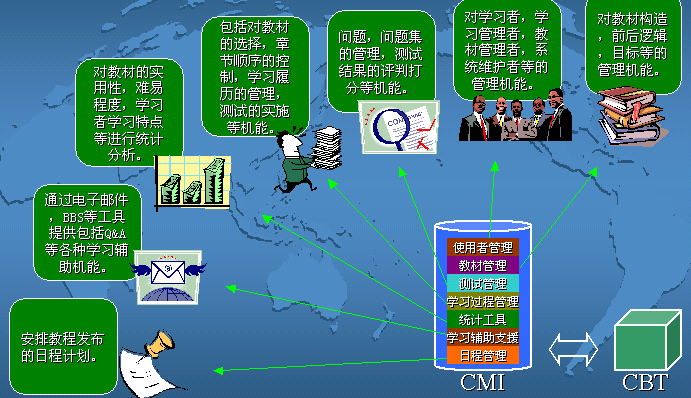 对教材的实
用性，难易
程度，学习
者学习特点
等进行统计
分析。
包括对教材
的选择，章
节顺序的控
制，学习履
历的管理，
测试的实施
等机能。
问题，问题集
的管理，测试
结果的评判打
分等机能。
对学习者，学
习管理者，教
材管理者，系
统维护者等的
管理机能。
对教材构造
，前后逻辑
，目标等的
管理机能。
通过电子邮件
，BBS等工具
提供包括Q&A
等各种学习辅
助机能。
安排教程发布
的日程计划。
使用者管理
教材管理
测试管理
学习过程管理
统计工具
学习辅助支援
日程管理
CMI
CBT